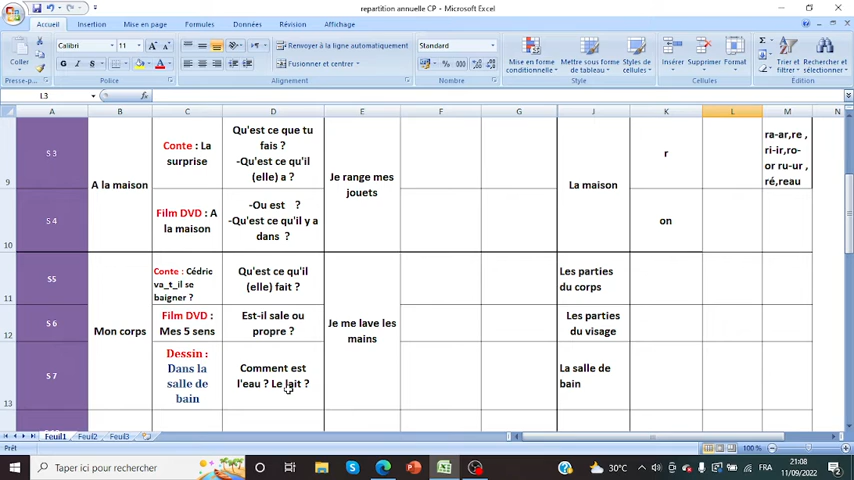 repartition annuelle CP - Microsoft Excel
Accueil Insertion Mise en page Formules Données Révision Affichage
Coller
Calibri 11
Renvoyer à la ligne automatiquement
Standard
G I S
Fusionner et centrer
% 000
Mise en forme conditionnelle
Mettre sous forme de tableau
Styles de cellules
Insérer Supprimer Format
Trier et filtrer
Rechercher et sélectionner
Presse-p... Police Alignement Nombre Style Cellules Édition
L3 fx
A B C D E F G J K L M N
9
S 3
A la maison
Conte : La surprise
Qu'est ce que tu fais ?
-Qu'est ce qu'il (elle) a ?
Je range mes jouets
La maison
r
ra-ar,re ,
ri-ir,ro-
or ru-ur ,
ré,reau
10
S 4
Film DVD : A la maison
-Ou est ?
-Qu'est ce qu'il y a dans ?
on
11
S5
Mon corps
Conte : Cédric va_t_il se baigner ?
Qu'est ce qu'il (elle) fait ?
Je me lave les mains
Les parties du corps
12
S 6
Film DVD : Mes 5 sens
Est-il sale ou propre ?
Les parties du visage
13
S 7
Dessin : Dans la salle de bain
Comment est l'eau ? Le lait ?
La salle de bain
Feuil1 Feuil2 Feuil3
Prêt
100 %
Taper ici pour rechercher
30°C
FRA
21:08
11/09/2022